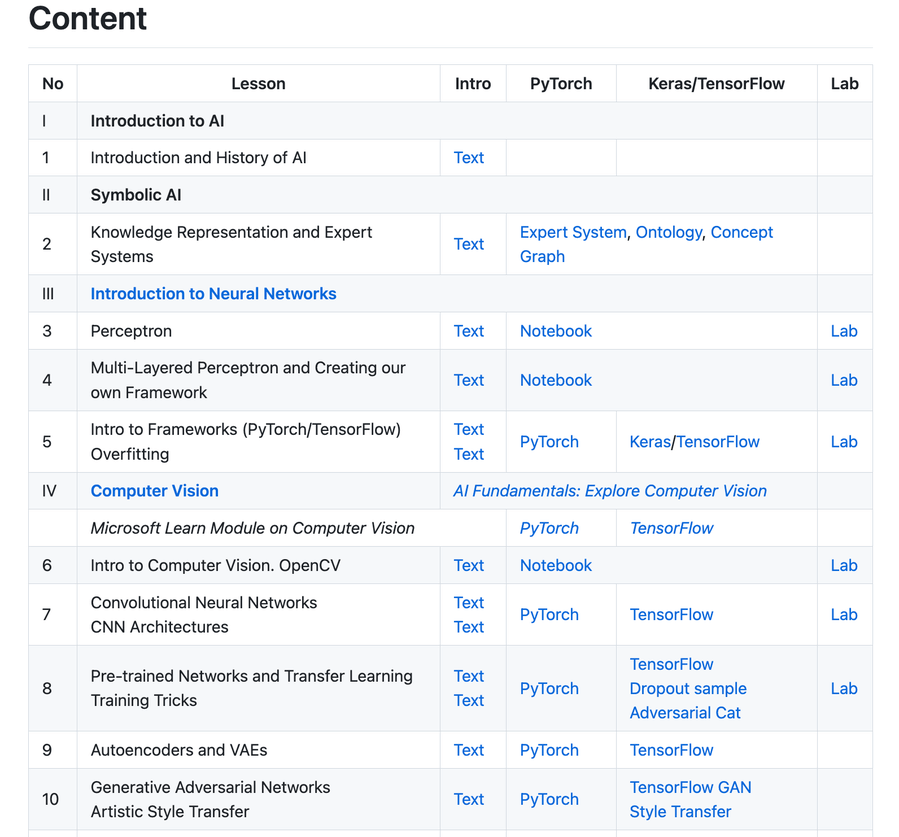 Content
No Lesson Intro PyTorch Keras/TensorFlow Lab
I Introduction to AI
1 Introduction and History of AI Text
II Symbolic AI
2 Knowledge Representation and Expert Systems Text Expert System, Ontology, Concept Graph
III Introduction to Neural Networks
3 Perceptron Text Notebook Lab
4 Multi-Layered Perceptron and Creating our own Framework Text Notebook Lab
5 Intro to Frameworks (PyTorch/TensorFlow) Overfitting Text Text PyTorch Keras/TensorFlow Lab
IV Computer Vision AI Fundamentals: Explore Computer Vision
Microsoft Learn Module on Computer Vision PyTorch TensorFlow
6 Intro to Computer Vision. OpenCV Text Notebook Lab
7 Convolutional Neural Networks CNN Architectures Text Text PyTorch TensorFlow Lab
8 Pre-trained Networks and Transfer Learning Training Tricks Text Text PyTorch TensorFlow Dropout sample Adversarial Cat Lab
9 Autoencoders and VAEs Text PyTorch TensorFlow
10 Generative Adversarial Networks Artistic Style Transfer Text PyTorch TensorFlow GAN Style Transfer